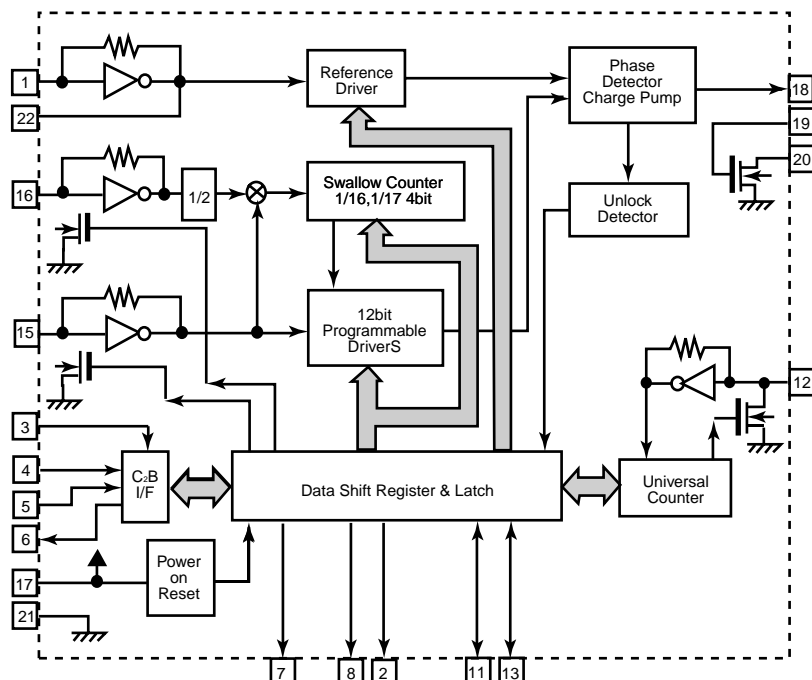 1
Reference
Driver
Phase
Detector
Charge Pump
18
22
19
20
16
1/2
Swallow Counter
1/16,1/17 4bit
Unlock
Detector
15
12bit
Programmable
DriverS
12
3
4
C₂B
I/F
5
6
Data Shift Register & Latch
Universal
Counter
17
Power
on
Reset
21
7
8
2
11
13